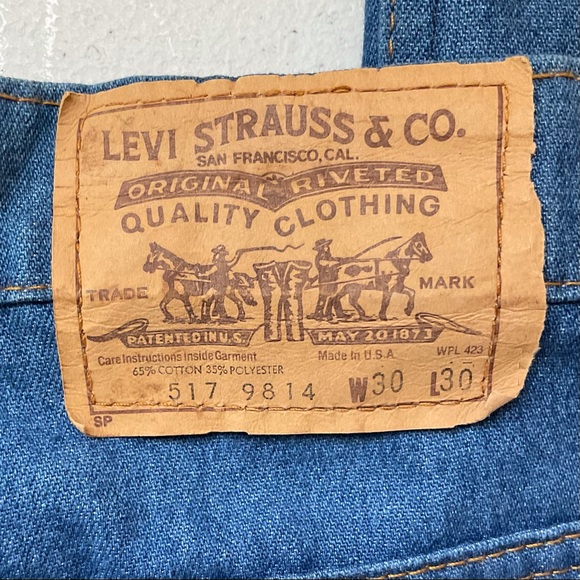 LEVI STRAUSS & CO.
SAN FRANCISCO, CAL.
ORIGINAL RIVETED
QUALITY CLOTHING
TRADE MARK
PATENTED IN U.S. MAY 20 1873
Care Instructions Inside Garment Made in U.S.A. WPL 423
65% COTTON 35% POLYESTER
517 9814 W30 L30
SP